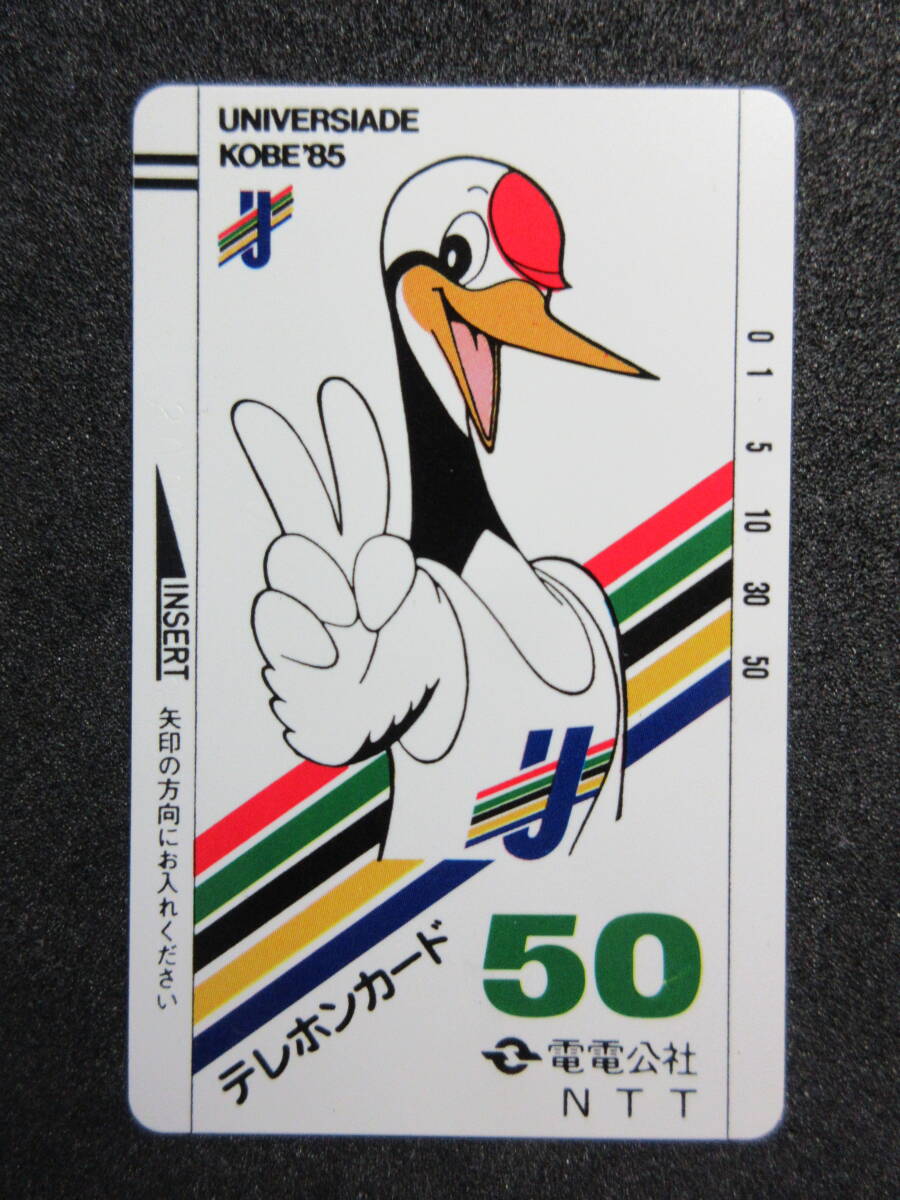 UNIVERSIADE
KOBE'85
0 1 5 10 30 50
INSERT
矢印の方向にお入れください
テレホンカード
50
電電公社
NTT